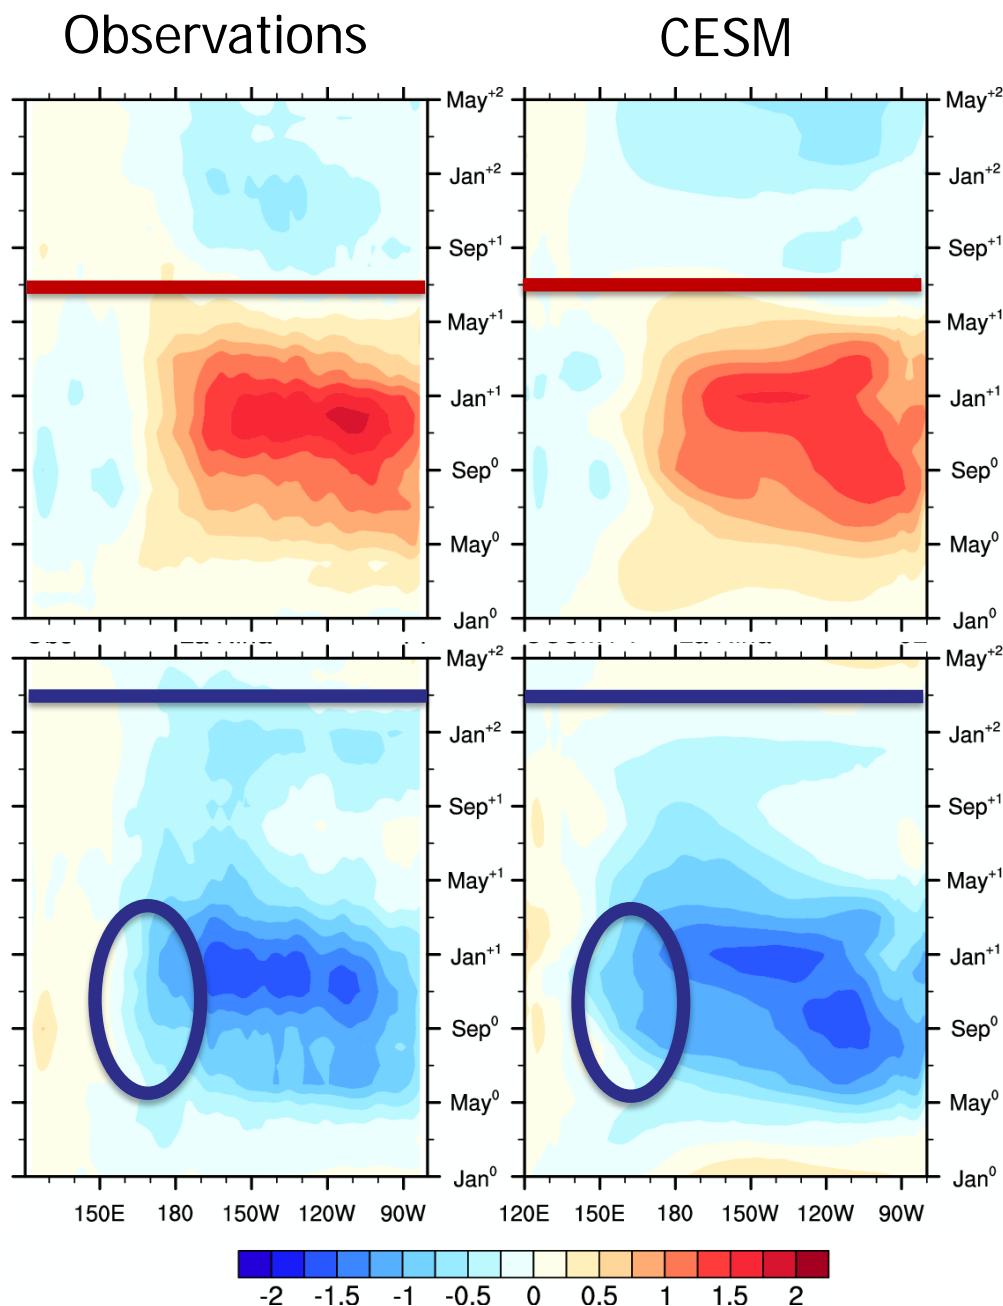 Observations CESM
May+2 May+2
Jan+2 Jan+2
Sep+1 Sep+1
May+1 May+1
Jan+1 Jan+1
Sep0 Sep0
May0 May0
Jan0 Jan0
May+2 May+2
Jan+2 Jan+2
Sep+1 Sep+1
May+1 May+1
Jan+1 Jan+1
Sep0 Sep0
May0 May0
Jan0 Jan0
150E 180 150W 120W 90W 120E 150E 180 150W 120W 90W
-2 -1.5 -1 -0.5 0 0.5 1 1.5 2